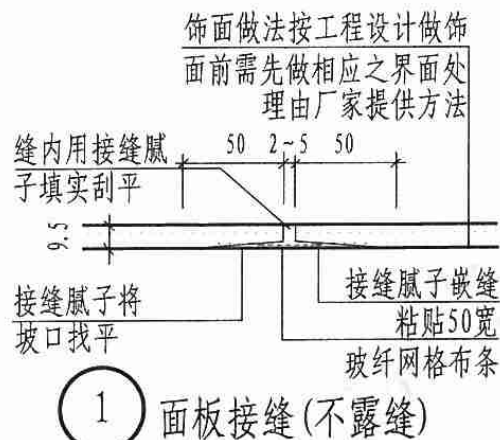 饰面做法按工程设计做饰
面前需先做相应之界面处
理由厂家提供方法
50 2~5 50
缝内用接缝腻
子填实刮平
9.5
接缝腻子将
坡口找平
接缝腻子嵌缝
粘贴50宽
玻纤网格布条
1 面板接缝(不露缝)